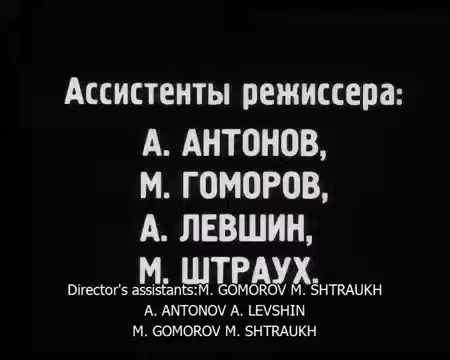 Ассистенты режиссера:
А. АНТОНОВ,
М. ГОМОРОВ,
А. ЛЕВШИН,
М. ШТРАУХ.
Director's assistants:M. GOMOROV M. SHTRAUKH
A. ANTONOV A. LEVSHIN
M. GOMOROV M. SHTRAUKH